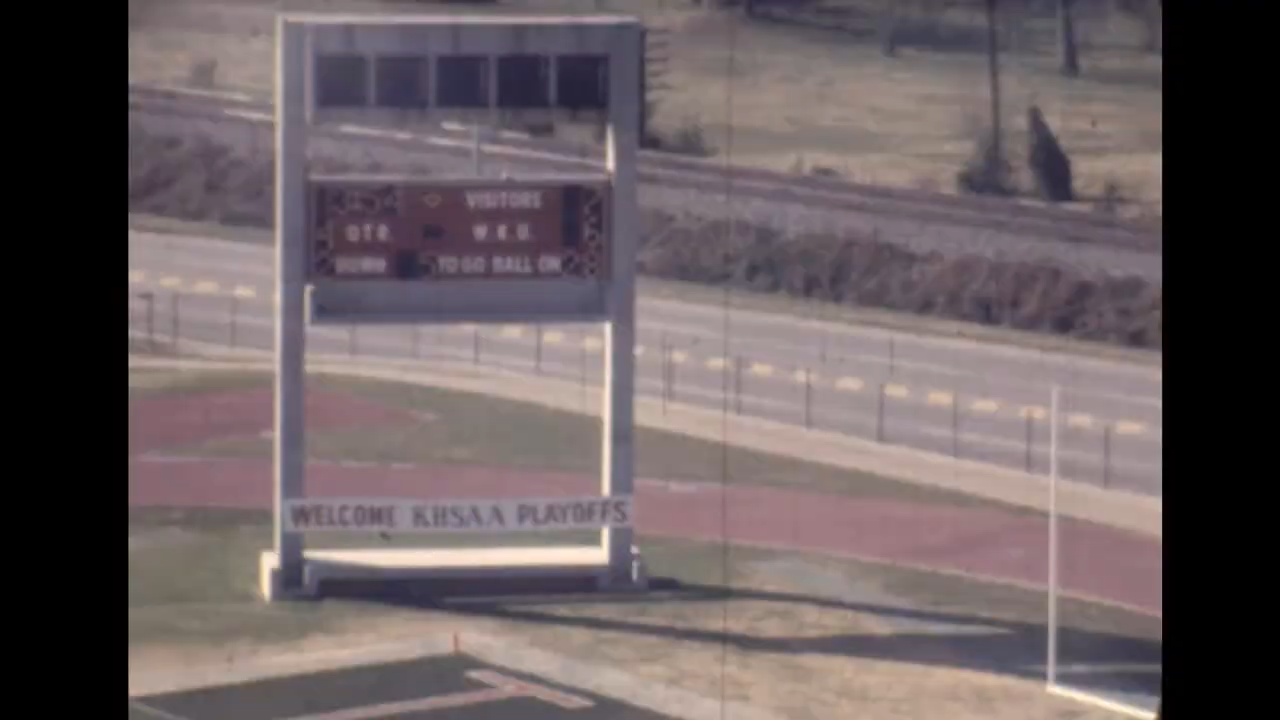 VISITORS
QTR. W.K.U.
DOWN TO GO BALL ON
WELCOME KHSAA PLAYOFFS